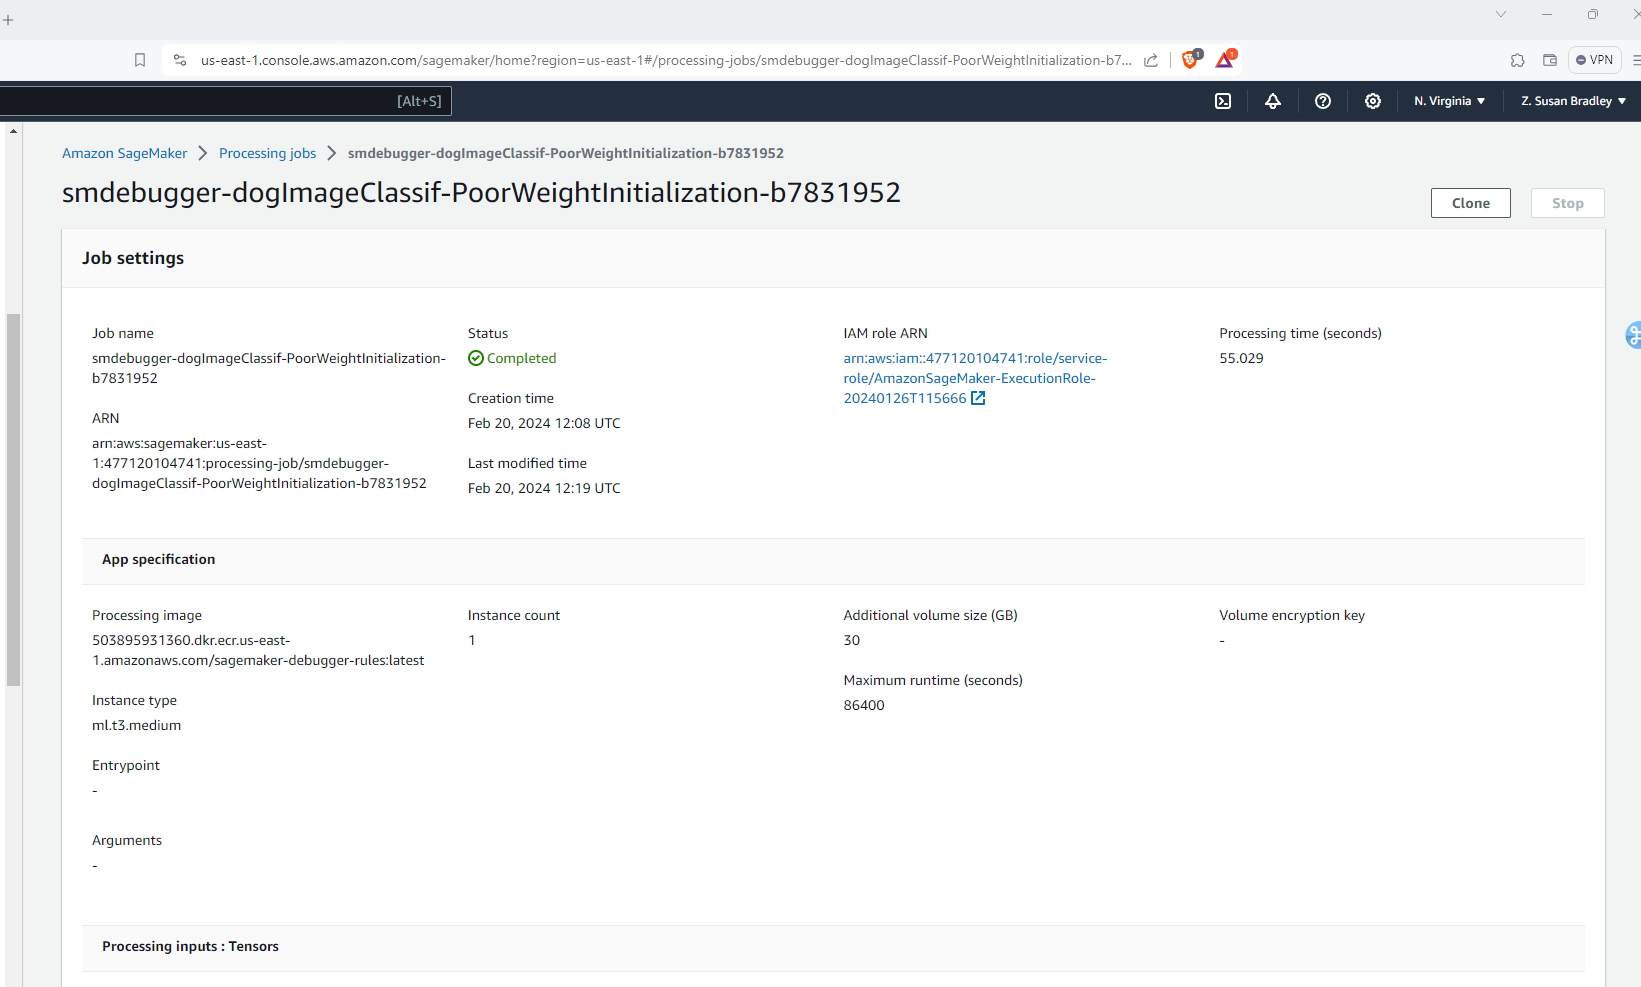 us-east-1.console.aws.amazon.com/sagemaker/home?region=us-east-1#/processing-jobs/smdebugger-dogImageClassif-PoorWeightInitialization-b7...
1
1
VPN
[Alt+S]
N. Virginia
Z. Susan Bradley
Amazon SageMaker
Processing jobs
smdebugger-dogImageClassif-PoorWeightInitialization-b7831952
smdebugger-dogImageClassif-PoorWeightInitialization-b7831952
Clone
Stop
Job settings
Job name
smdebugger-dogImageClassif-PoorWeightInitialization-
b7831952
ARN
arn:aws:sagemaker:us-east-
1:477120104741:processing-job/smdebugger-
dogImageClassif-PoorWeightInitialization-b7831952
Status
Completed
Creation time
Feb 20, 2024 12:08 UTC
Last modified time
Feb 20, 2024 12:19 UTC
IAM role ARN
arn:aws:iam::477120104741:role/service-
role/AmazonSageMaker-ExecutionRole-
20240126T115666
Processing time (seconds)
55.029
App specification
Processing image
503895931360.dkr.ecr.us-east-
1.amazonaws.com/sagemaker-debugger-rules:latest
Instance type
ml.t3.medium
Entrypoint
-
Arguments
-
Instance count
1
Additional volume size (GB)
30
Maximum runtime (seconds)
86400
Volume encryption key
-
Processing inputs : Tensors